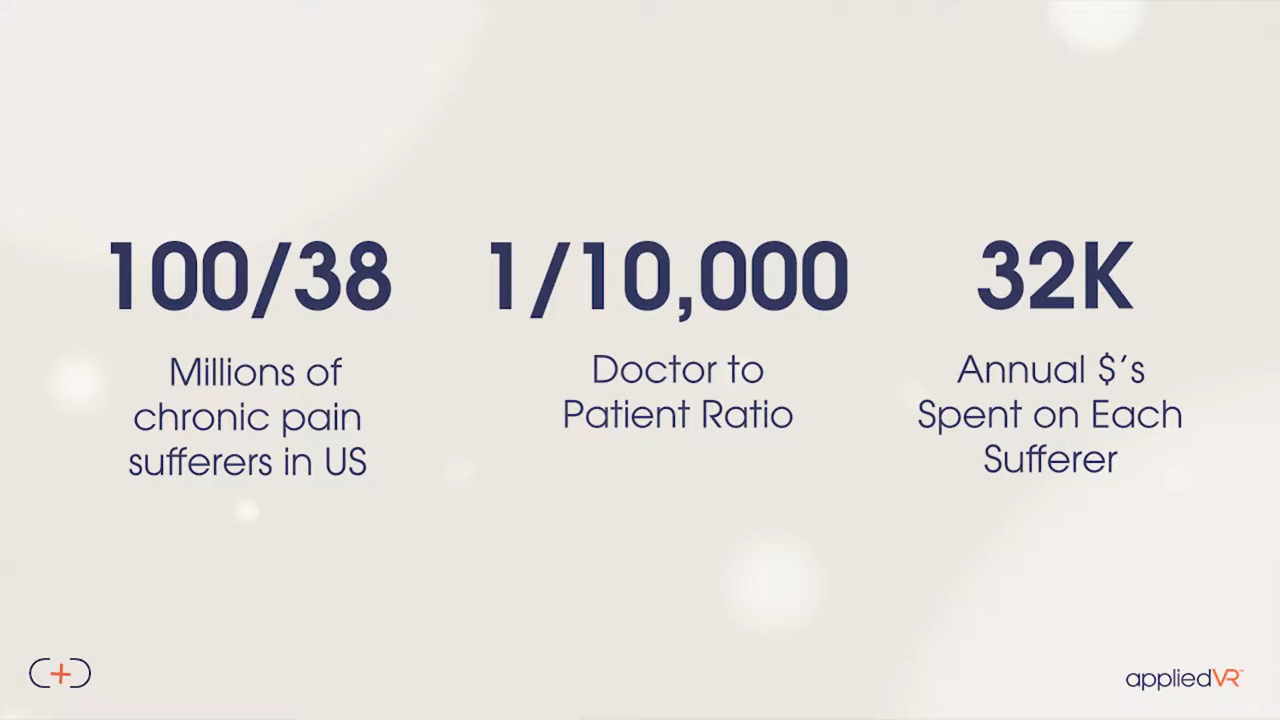 100/38
Millions of
chronic pain
sufferers in US
1/10,000
Doctor to
Patient Ratio
32K
Annual $'s
Spent on Each
Sufferer
appliedVR™